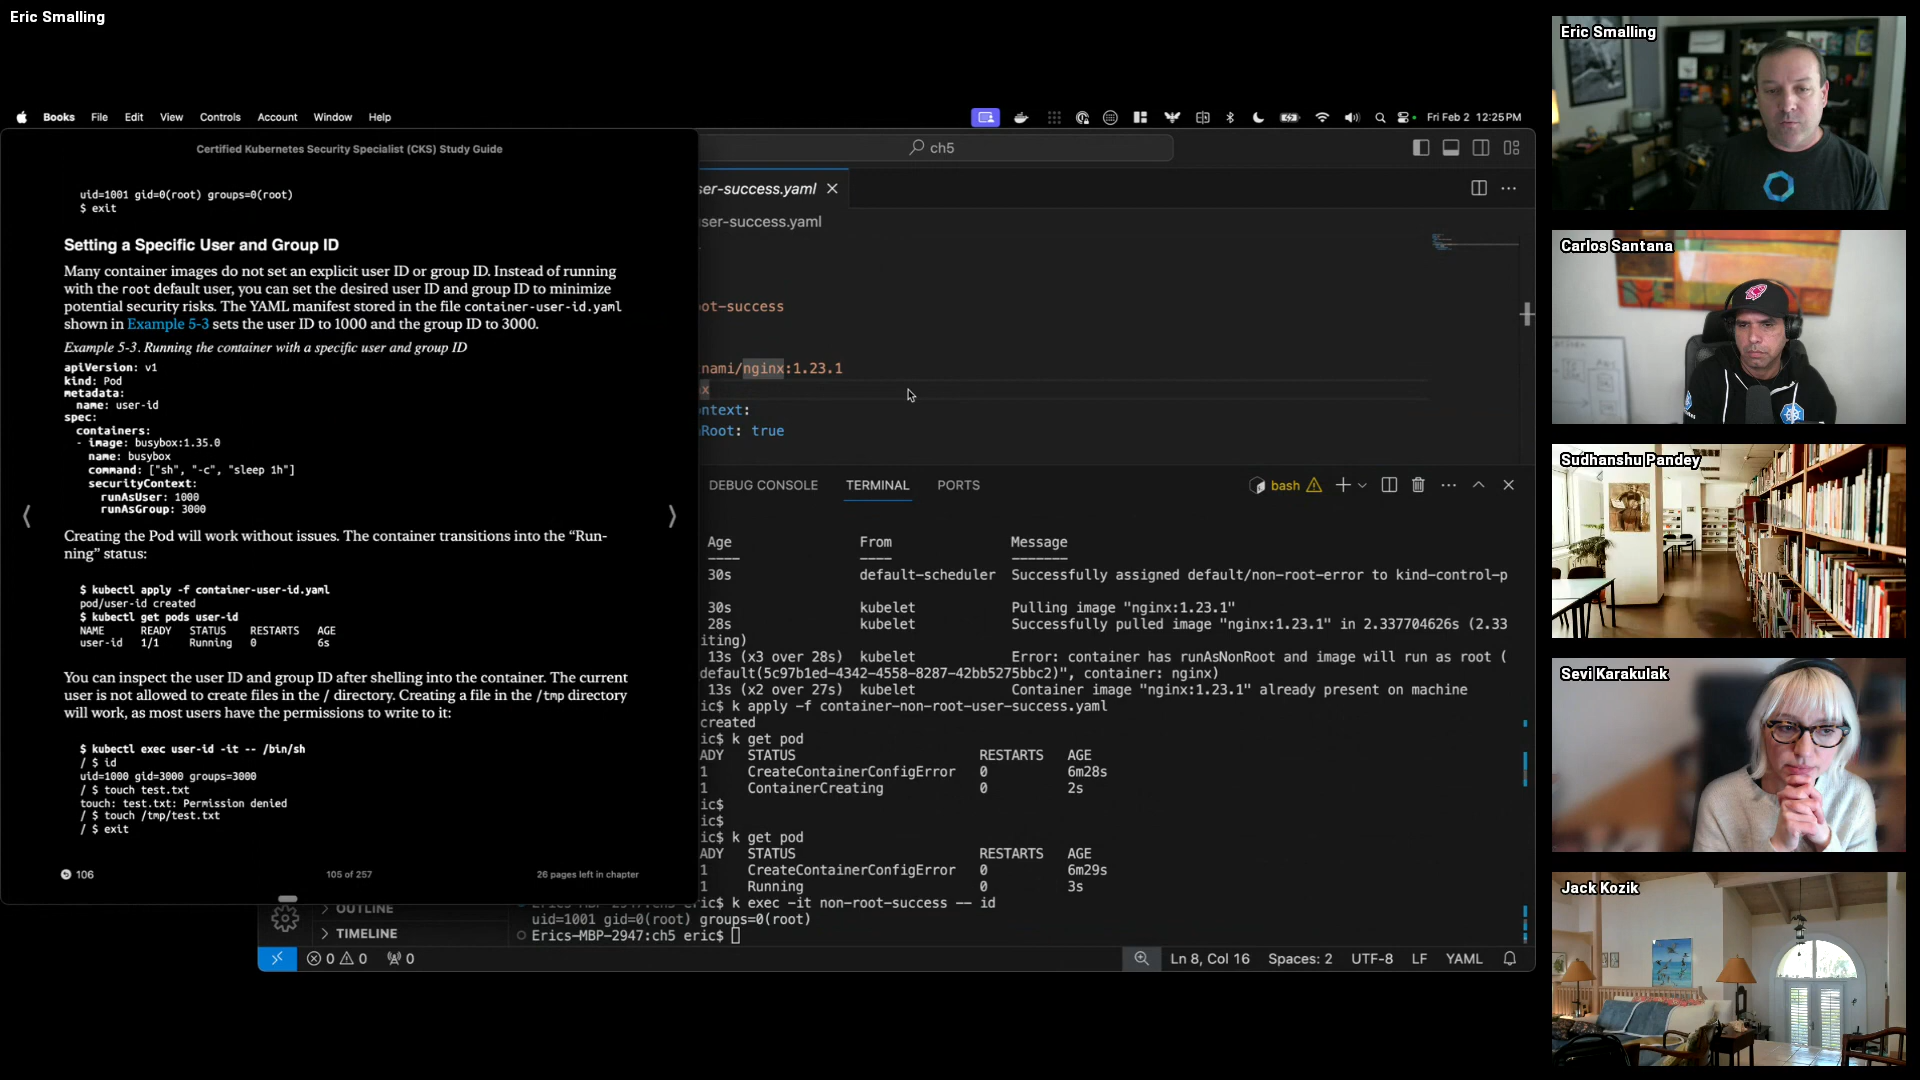 Eric Smalling
Books File Edit View Controls Account Window Help
Fri Feb 2 12:25 PM
Certified Kubernetes Security Specialist (CKS) Study Guide
uid=1001 gid=0(root) groups=0(root)
$ exit
Setting a Specific User and Group ID
Many container images do not set an explicit user ID or group ID. Instead of running
with the root default user, you can set the desired user ID and group ID to minimize
potential security risks. The YAML manifest stored in the file container-user-id.yaml
shown in Example 5-3 sets the user ID to 1000 and the group ID to 3000.
Example 5-3. Running the container with a specific user and group ID
apiVersion: v1
kind: Pod
metadata:
name: user-id
spec:
containers:
- image: busybox:1.35.0
name: busybox
command: ["sh", "-c", "sleep 1h"]
securityContext:
runAsUser: 1000
runAsGroup: 3000
Creating the Pod will work without issues. The container transitions into the “Run-
ning” status:
$ kubectl apply -f container-user-id.yaml
pod/user-id created
$ kubectl get pods user-id
NAME READY STATUS RESTARTS AGE
user-id 1/1 Running 0 6s
You can inspect the user ID and group ID after shelling into the container. The current
user is not allowed to create files in the / directory. Creating a file in the /tmp directory
will work, as most users have the permissions to write to it:
$ kubectl exec user-id -it -- /bin/sh
/ $ id
uid=1000 gid=3000 groups=3000
/ $ touch test.txt
touch: test.txt: Permission denied
/ $ touch /tmp/test.txt
/ $ exit
106
105 of 257
26 pages left in chapter
ch5
ser-success.yaml
ser-success.yaml
ot-success
nami/nginx:1.23.1
x
ntext:
nRoot: true
DEBUG CONSOLE TERMINAL PORTS
bash
Age From Message
---- ---- -------
30s default-scheduler Successfully assigned default/non-root-error to kind-control-p
30s kubelet Pulling image "nginx:1.23.1"
28s kubelet Successfully pulled image "nginx:1.23.1" in 2.337704626s (2.33
iting)
13s (x3 over 28s) kubelet Error: container has runAsNonRoot and image will run as root (
default(5c97b1ed-4342-4558-8287-42bb5275bbc2)", container: nginx)
13s (x2 over 27s) kubelet Container image "nginx:1.23.1" already present on machine
ic$ k apply -f container-non-root-user-success.yaml
created
ic$ k get pod
ADY STATUS RESTARTS AGE
1 CreateContainerConfigError 0 6m28s
1 ContainerCreating 0 2s
ic$
ic$
ic$ k get pod
ADY STATUS RESTARTS AGE
1 CreateContainerConfigError 0 6m29s
1 Running 0 3s
Erics-MBP-2947:ch5 eric$ k exec -it non-root-success -- id
uid=1001 gid=0(root) groups=0(root)
Erics-MBP-2947:ch5 eric$
OUTLINE
TIMELINE
0 0 0
Ln 8, Col 16 Spaces: 2 UTF-8 LF YAML
Eric Smalling
Carlos Santana
Sudhanshu Pandey
Sevi Karakulak
Jack Kozik